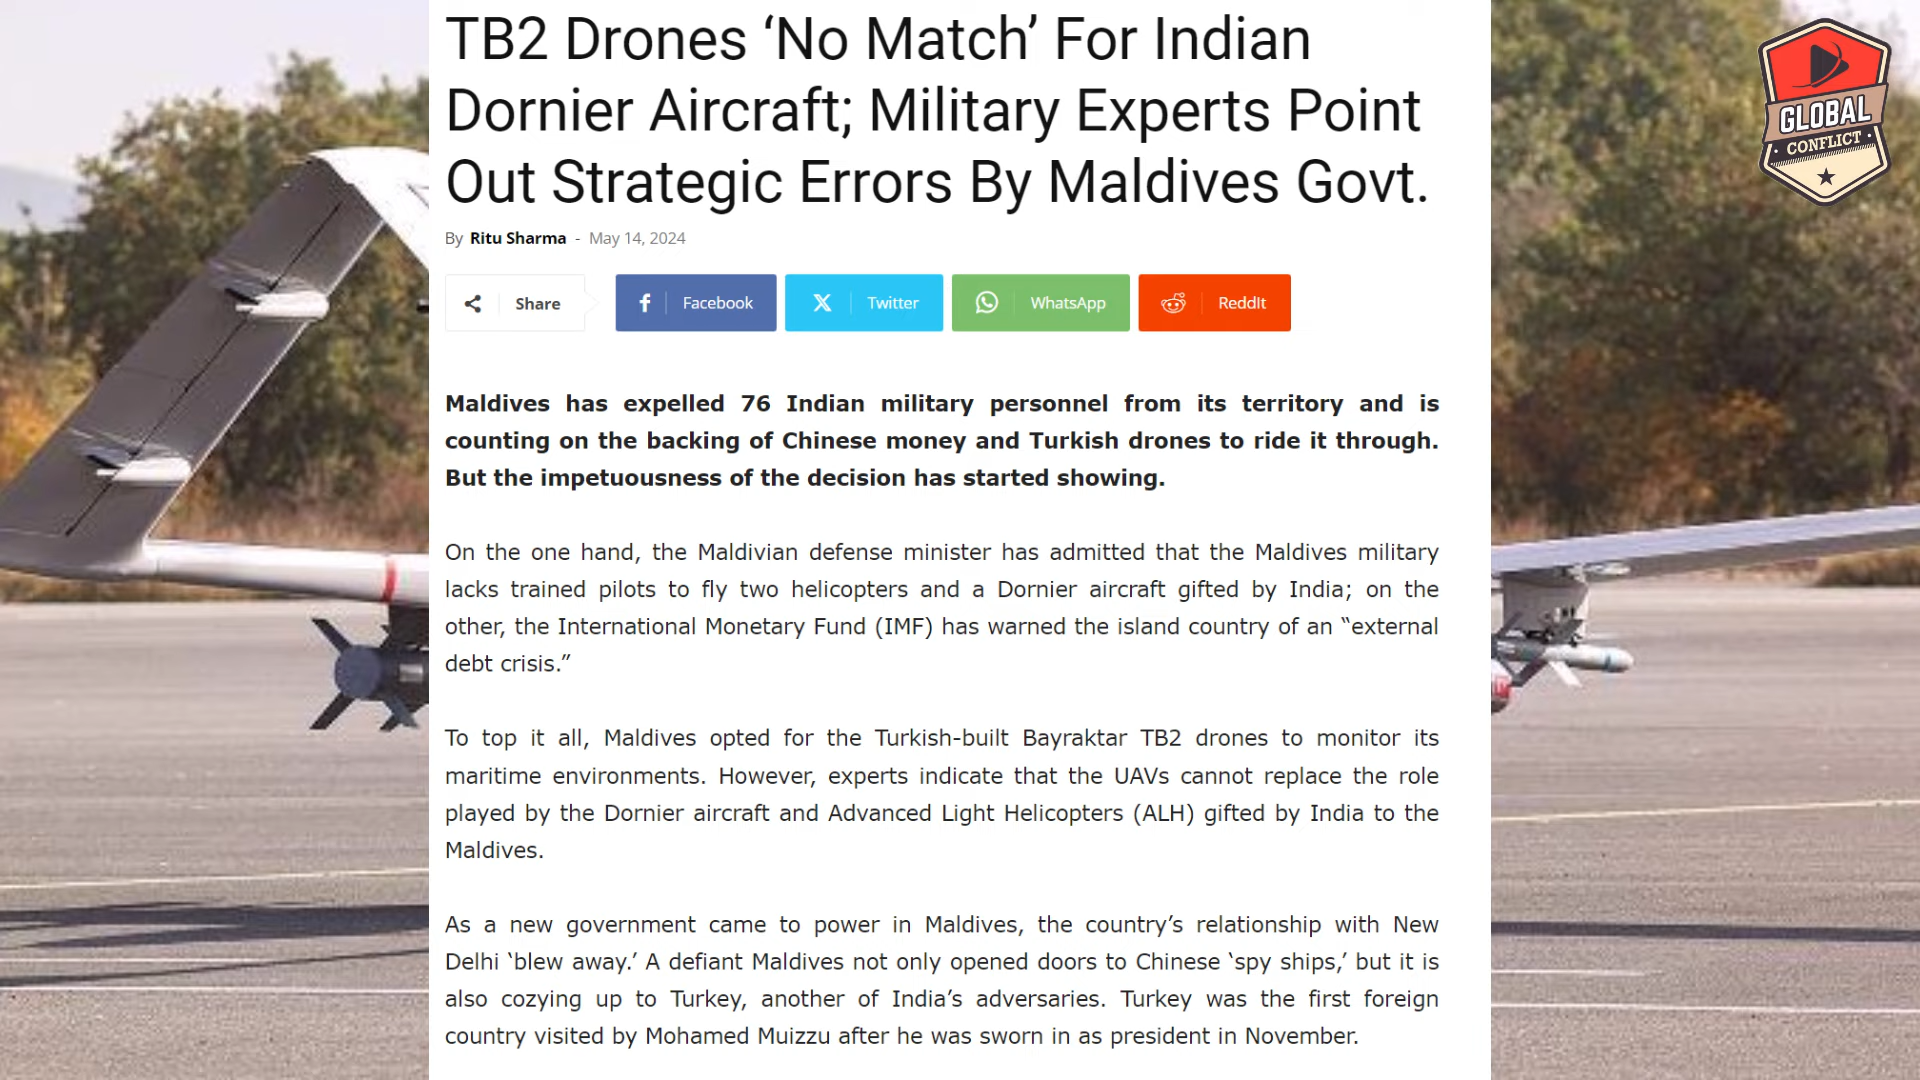 TB2 Drones ‘No Match’ For Indian
Dornier Aircraft; Military Experts Point
Out Strategic Errors By Maldives Govt.
By Ritu Sharma - May 14, 2024
Share
Facebook
Twitter
WhatsApp
ReddIt
GLOBAL
CONFLICT
Maldives has expelled 76 Indian military personnel from its territory and is
counting on the backing of Chinese money and Turkish drones to ride it through.
But the impetuousness of the decision has started showing.
On the one hand, the Maldivian defense minister has admitted that the Maldives military
lacks trained pilots to fly two helicopters and a Dornier aircraft gifted by India; on the
other, the International Monetary Fund (IMF) has warned the island country of an “external
debt crisis.”
To top it all, Maldives opted for the Turkish-built Bayraktar TB2 drones to monitor its
maritime environments. However, experts indicate that the UAVs cannot replace the role
played by the Dornier aircraft and Advanced Light Helicopters (ALH) gifted by India to the
Maldives.
As a new government came to power in Maldives, the country’s relationship with New
Delhi ‘blew away.’ A defiant Maldives not only opened doors to Chinese ‘spy ships,’ but it is
also cozying up to Turkey, another of India’s adversaries. Turkey was the first foreign
country visited by Mohamed Muizzu after he was sworn in as president in November.